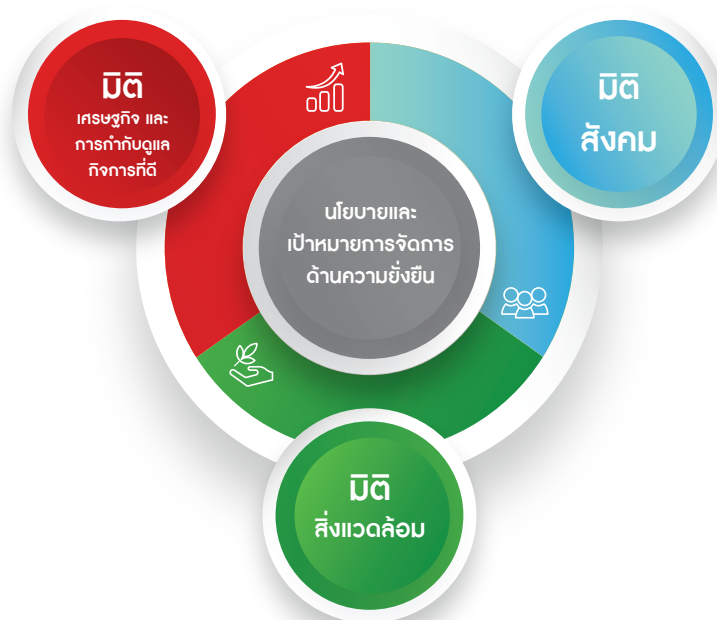 มิติ
เศรษฐกิจ และ
การกำกับดูแล
กิจการที่ดี
มิติ
สังคม
นโยบายและ
เป้าหมายการจัดการ
ด้านความยั่งยืน
มิติ
สิ่งแวดล้อม